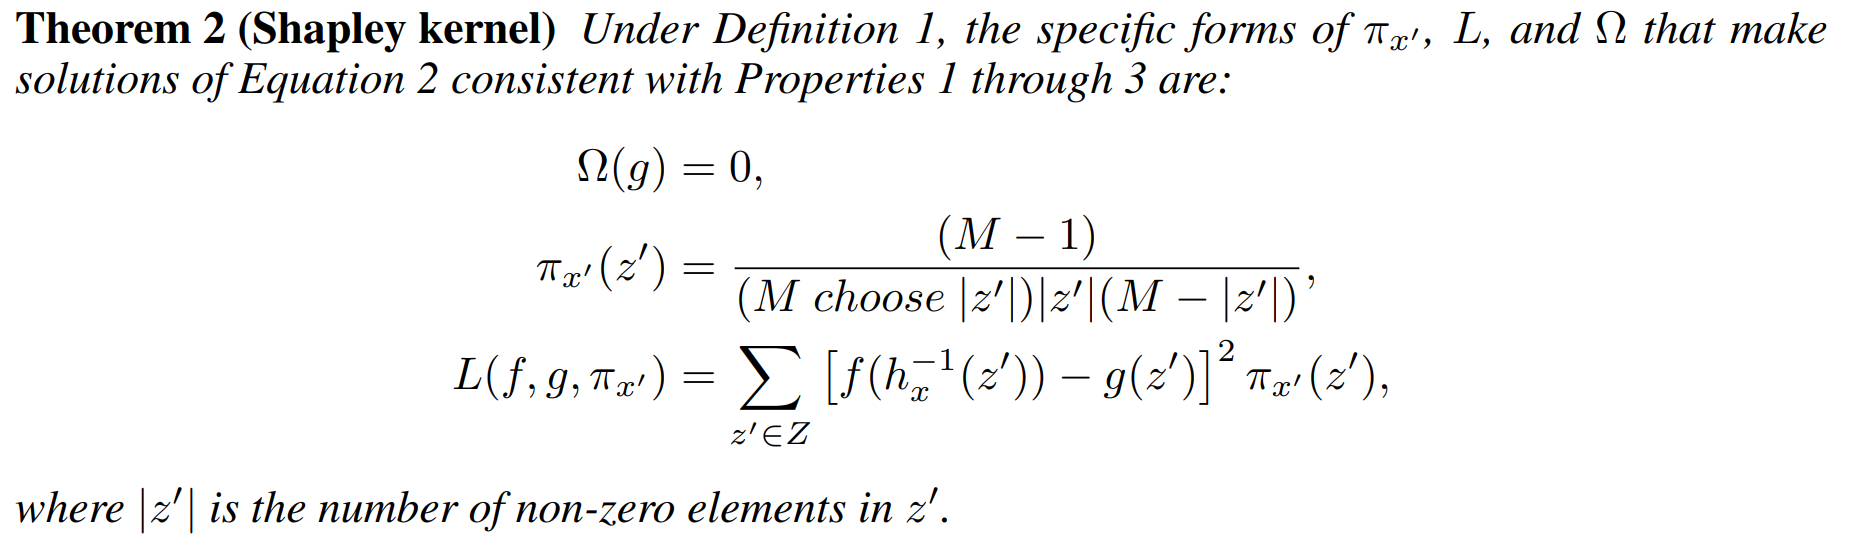 Theorem 2 (Shapley kernel) Under Definition 1, the specific forms of π_{x′}, L, and Ω that make
solutions of Equation 2 consistent with Properties 1 through 3 are:
Ω(g) = 0,
π_{x′}(z′) = \frac{(M − 1)}{(M choose |z′|)|z′|(M − |z′|)},
L(f, g, π_{x′}) = \sum_{z′∈Z} [f(h_x^{−1}(z′)) − g(z′)]^2 π_{x′}(z′),
where |z′| is the number of non-zero elements in z′.